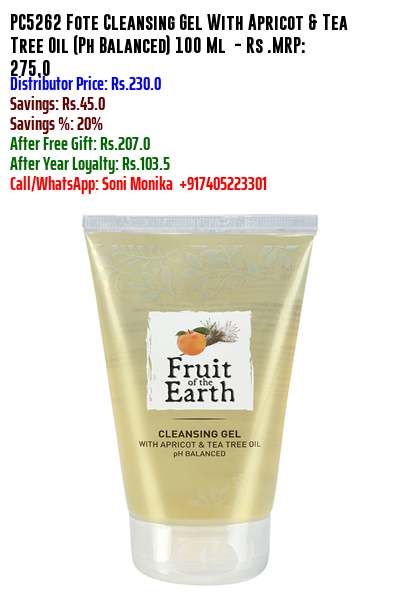 PC5262 Fote Cleansing Gel With Apricot & Tea
Tree Oil (Ph Balanced) 100 Ml - Rs .MRP:
275.0
Distributor Price: Rs.230.0
Savings: Rs.45.0
Savings %: 20%
After Free Gift: Rs.207.0
After Year Loyalty: Rs.103.5
Call/WhatsApp: Soni Monika +917405223301
Fruit
of the
Earth
CLEANSING GEL
WITH APRICOT & TEA TREE OIL
pH BALANCED